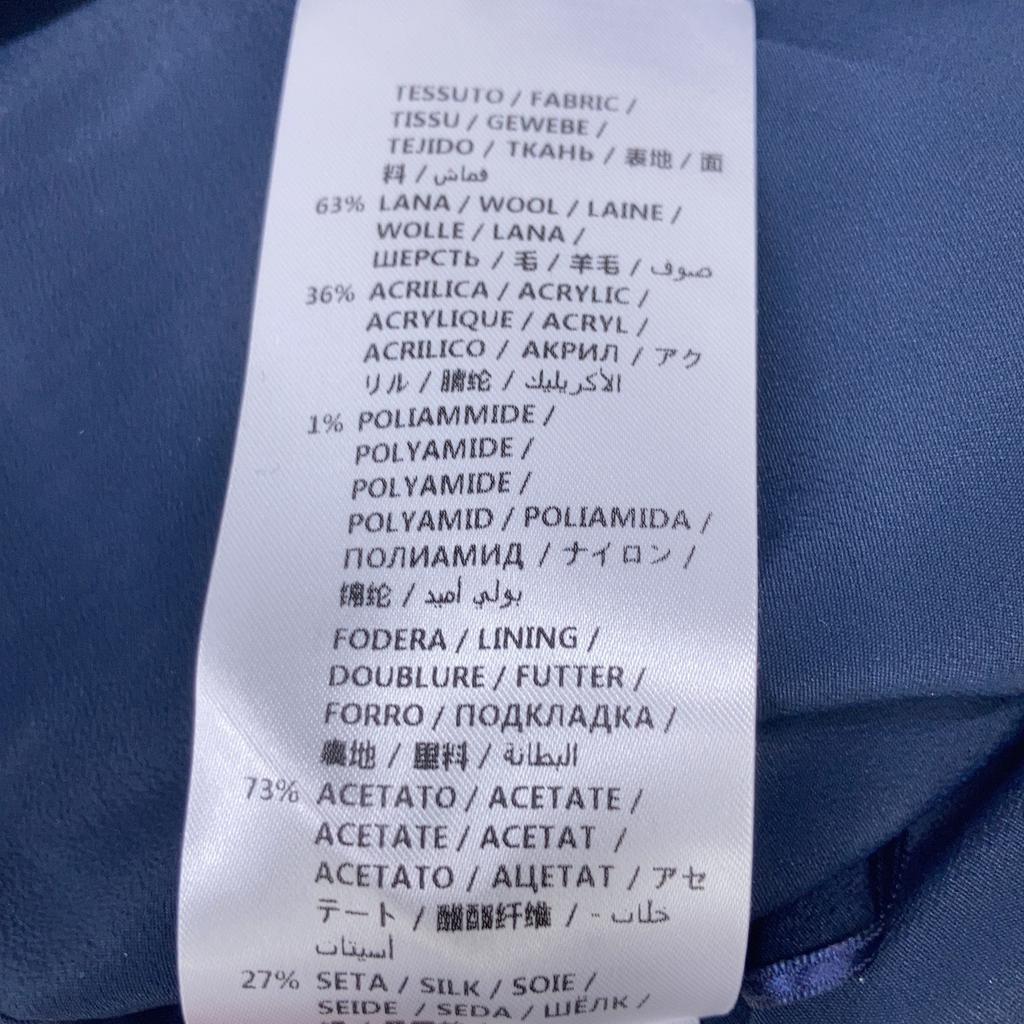 TESSUTO / FABRIC /
TISSU / GEWEBE /
TEJIDO / ТКАНЬ / 表地 / 面
料 / قماش
63% LANA / WOOL / LAINE /
WOLLE / LANA /
ШЕРСТЬ / 毛 / 羊毛 / صوف
36% ACRILICA / ACRYLIC /
ACRYLIQUE / ACRYL /
ACRILICO / АКРИЛ / アク
リル / 腈纶 / الأكريليك
1% POLIAMMIDE /
POLYAMIDE /
POLYAMIDE /
POLYAMID / POLIAMIDA /
ПОЛИАМИД / ナイロン /
锦纶 / بولي أميد
FODERA / LINING /
DOUBLURE / FUTTER /
FORRO / ПОДКЛАДКА /
裏地 / 里料 / البطانة
73% ACETATO / ACETATE /
ACETATE / ACETAT /
ACETATO / АЦЕТАТ / アセ
テート / 醋酯纤维 / خلات -
أسيتات
27% SETA / SILK / SOIE /
SEIDE / SEDA / ШЁЛК /